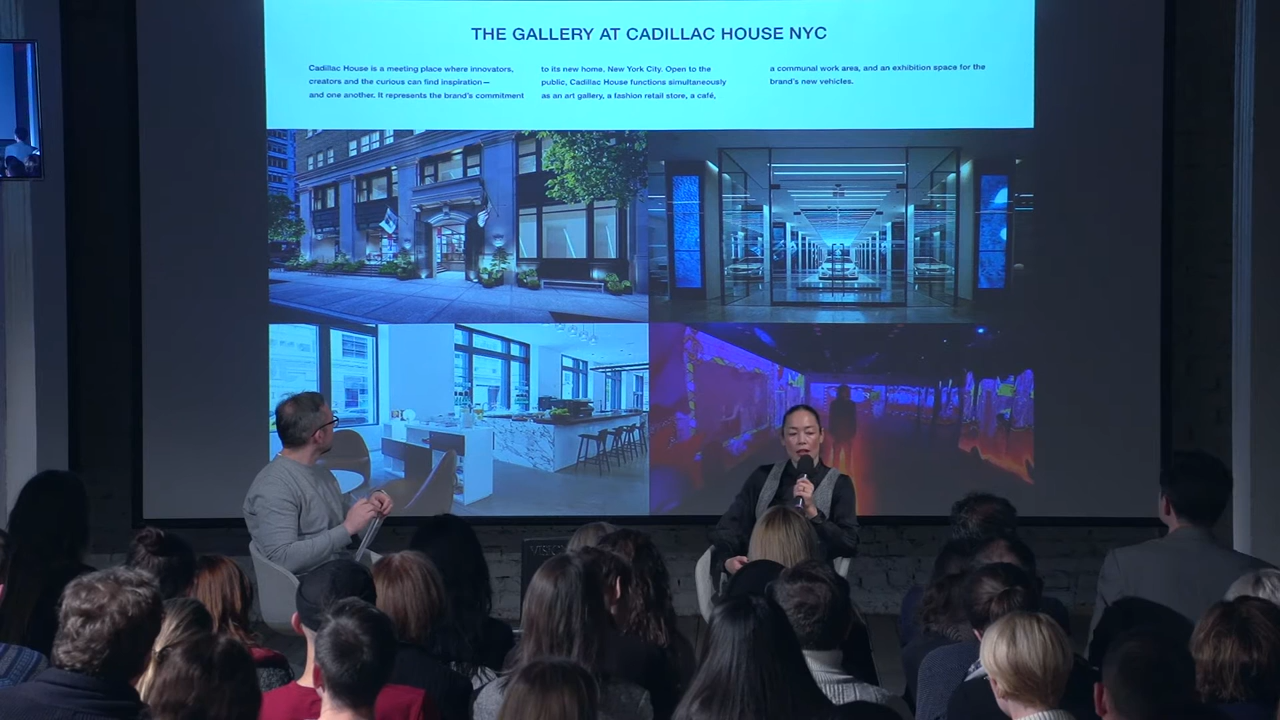 THE GALLERY AT CADILLAC HOUSE NYC
Cadillac House is a meeting place where innovators,
creators and the curious can find inspiration—
and one another. It represents the brand's commitment
to its new home, New York City. Open to the
public, Cadillac House functions simultaneously
as an art gallery, a fashion retail store, a café,
a communal work area, and an exhibition space for the
brand's new vehicles.